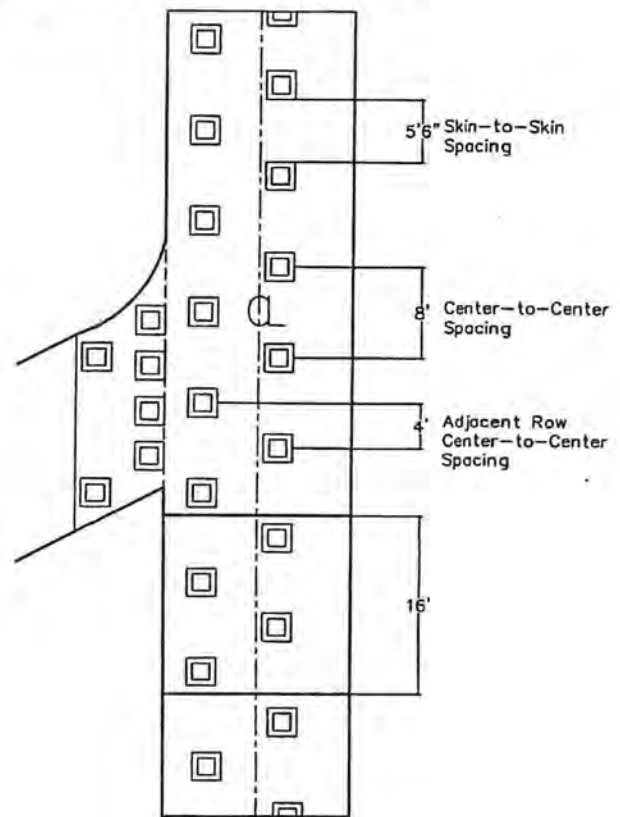 5'6" Skin-to-Skin
Spacing
8' Center-to-Center
Spacing
CL
4' Adjacent Row
Center-to-Center
Spacing
16'